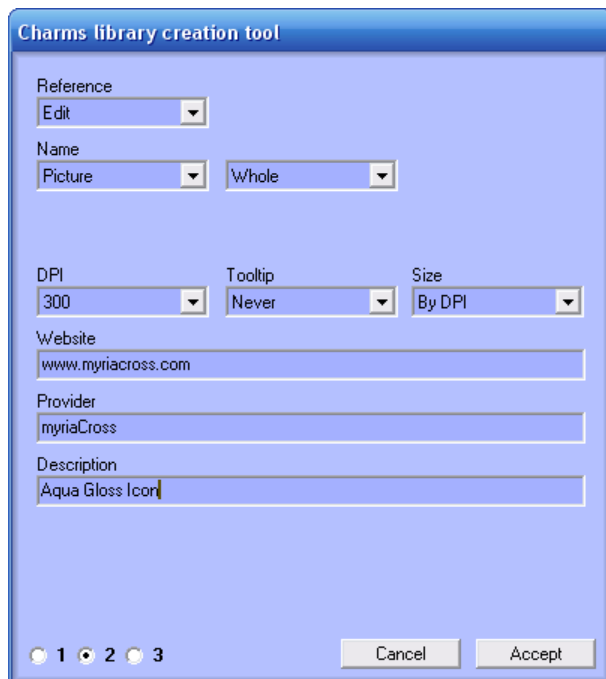 Charms library creation tool
Reference
Edit
Name
Picture Whole
DPI Tooltip Size
300 Never By DPI
Website
www.myriacross.com
Provider
myriaCross
Description
Aqua Gloss Icon
1 2 3 Cancel Accept